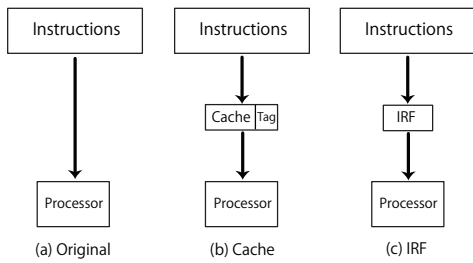 Instructions
Instructions
Instructions
Cache Tag
IRF
Processor
Processor
Processor
(a) Original
(b) Cache
(c) IRF